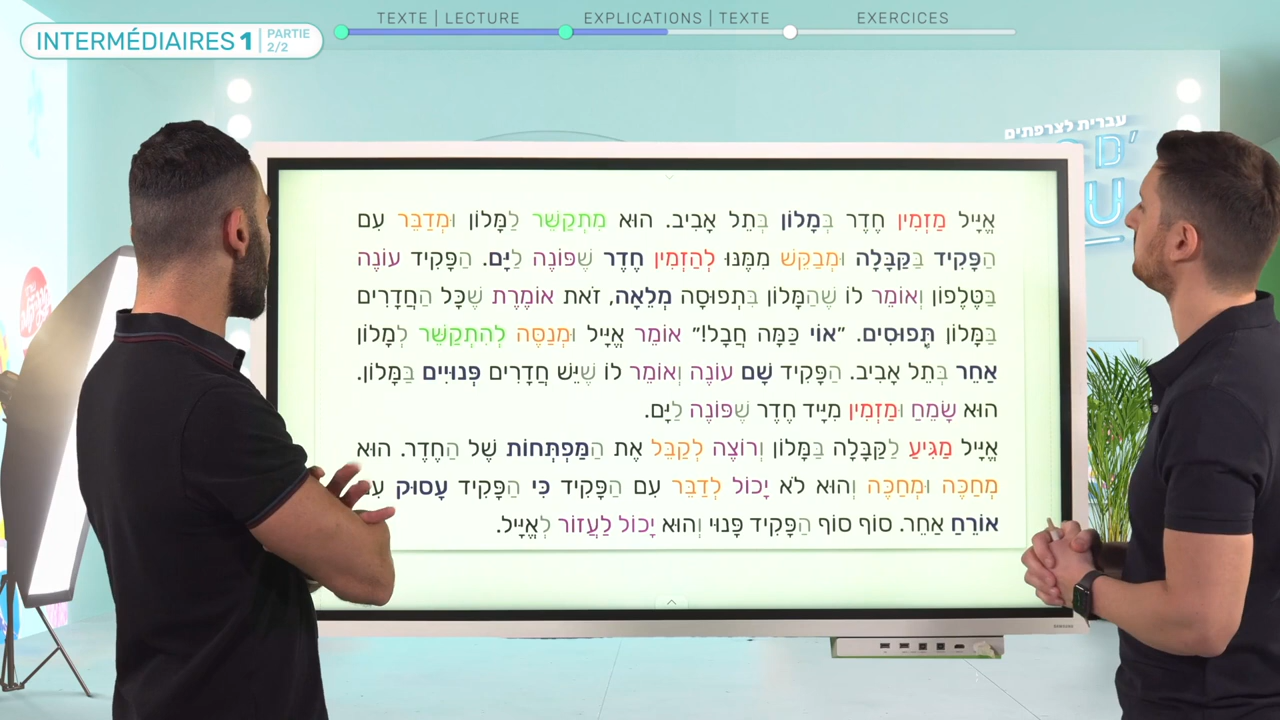 TEXTE | LECTURE
EXPLICATIONS | TEXTE
EXERCICES
INTERMÉDIAIRES 1 | PARTIE 2/2
עברית לצרפתים
D'
U
אֱיָיל מַזְמִין חֶדֶר בְּמָלוֹן בְּתֵל אָבִיב. הוּא מִתְקַשֵּׁר לַמָּלוֹן וּמְדַבֵּר עִם
הַפָּקִיד בַּקַּבָּלָה וּמְבַקֵּשׁ מִמֶּנּוּ לְהַזְמִין חֶדֶר שֶׁפּוֹנֶה לַיָּם. הַפָּקִיד עוֹנֶה
בַּטֶּלֶפוֹן וְאוֹמֵר לוֹ שֶׁהַמָּלוֹן בִּתְפוּסָה מְלֵאָה, זֹאת אוֹמֶרֶת שֶׁכָּל הַחֲדָרִים
בַּמָּלוֹן תְּפוּסִים. ״אוֹי כַּמָּה חֲבָל!״ אוֹמֵר אֱיָיל וּמְנַסֶּה לְהִתְקַשֵּׁר לְמָלוֹן
אַחֵר בְּתֵל אָבִיב. הַפָּקִיד שָׁם עוֹנֶה וְאוֹמֵר לוֹ שֶׁיֵּשׁ חֲדָרִים פְּנוּיִים בַּמָּלוֹן.
הוּא שָׂמֵחַ וּמַזְמִין מִיָּיד חֶדֶר שֶׁפּוֹנֶה לַיָּם.
אֱיָיל מַגִּיעַ לַקַּבָּלָה בַּמָּלוֹן וְרוֹצֶה לְקַבֵּל אֶת הַמַּפְתְּחוֹת שֶׁל הַחֶדֶר. הוּא
מְחַכֶּה וּמְחַכֶּה וְהוּא לֹא יָכוֹל לְדַבֵּר עִם הַפָּקִיד כִּי הַפָּקִיד עָסוּק עִם
אוֹרֵחַ אַחֵר. סוֹף סוֹף הַפָּקִיד פָּנוּי וְהוּא יָכוֹל לַעֲזוֹר לְאֱיָיל.
SAMSUNG